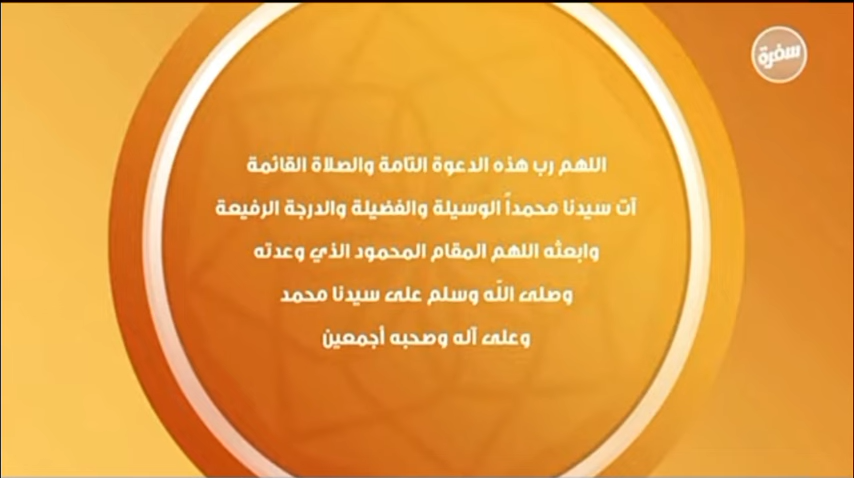 سفرة
اللهم رب هذه الدعوة التامة والصلاة القائمة
آت سيدنا محمداً الوسيلة والفضيلة والدرجة الرفيعة
وابعثه اللهم المقام المحمود الذي وعدته
وصلى الله وسلم على سيدنا محمد
وعلى آله وصحبه أجمعين